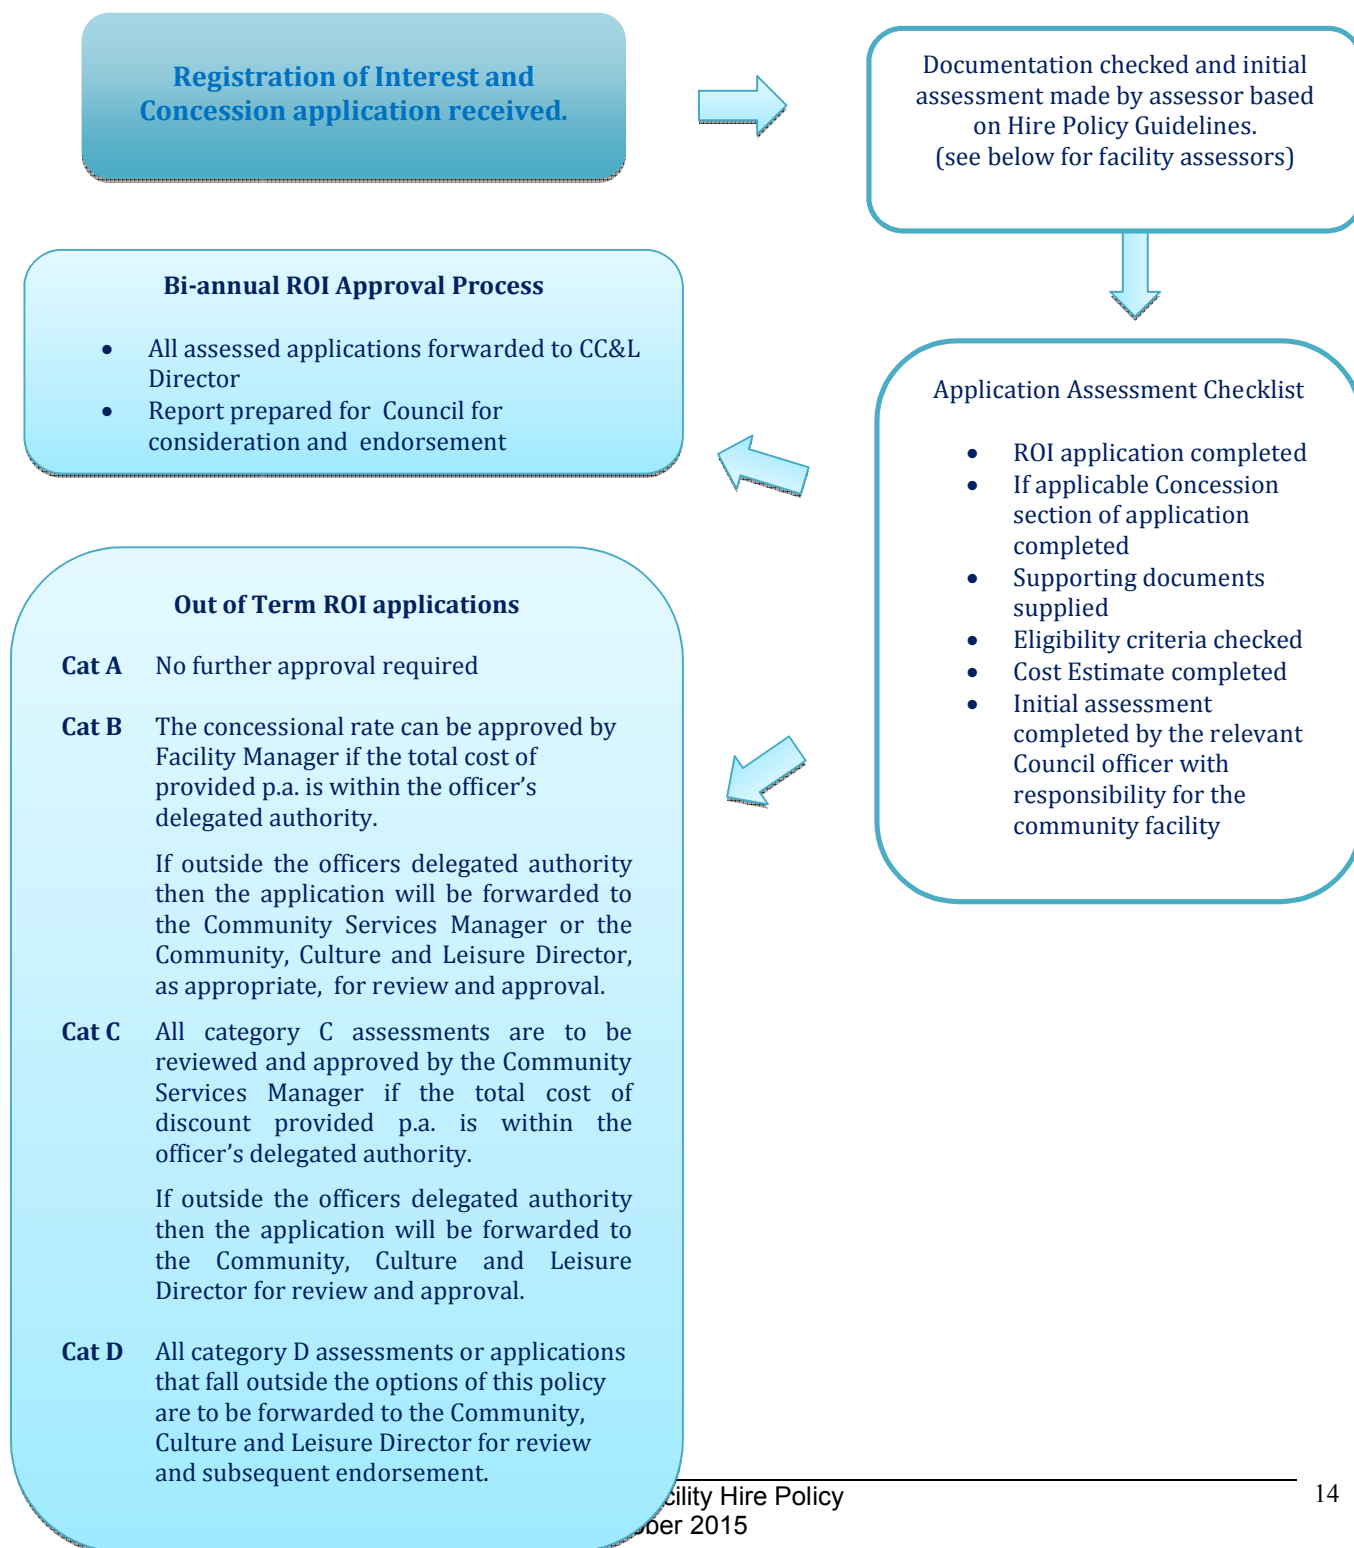 Registration of Interest and
Concession application received.
Documentation checked and initial
assessment made by assessor based
on Hire Policy Guidelines.
(see below for facility assessors)
Application Assessment Checklist
• ROI application completed
• If applicable Concession
section of application
completed
• Supporting documents
supplied
• Eligibility criteria checked
• Cost Estimate completed
• Initial assessment
completed by the relevant
Council officer with
responsibility for the
community facility
Bi-annual ROI Approval Process
• All assessed applications forwarded to CC&L
Director
• Report prepared for Council for
consideration and endorsement
Out of Term ROI applications
Cat A No further approval required
Cat B The concessional rate can be approved by
Facility Manager if the total cost of
provided p.a. is within the officer’s
delegated authority.
If outside the officers delegated authority
then the application will be forwarded to
the Community Services Manager or the
Community, Culture and Leisure Director,
as appropriate, for review and approval.
Cat C All category C assessments are to be
reviewed and approved by the Community
Services Manager if the total cost of
discount provided p.a. is within the
officer’s delegated authority.
If outside the officers delegated authority
then the application will be forwarded to
the Community, Culture and Leisure
Director for review and approval.
Cat D All category D assessments or applications
that fall outside the options of this policy
are to be forwarded to the Community,
Culture and Leisure Director for review
and subsequent endorsement.
Hire Policy 14
2015